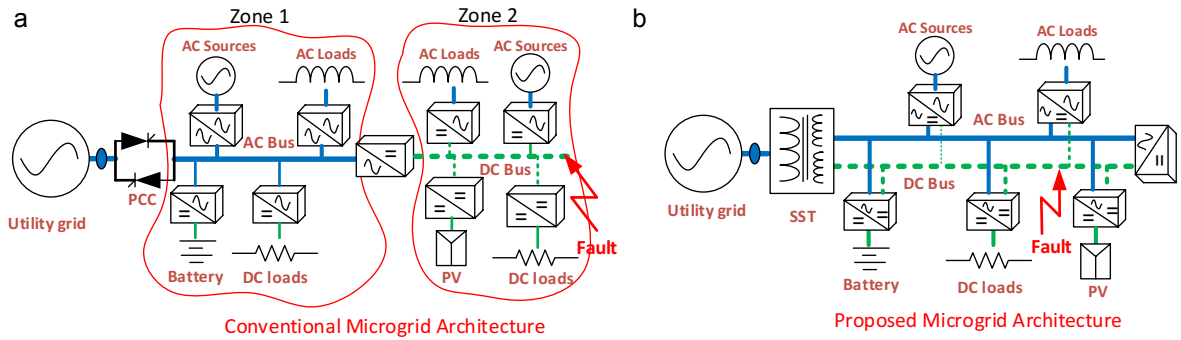 a
Zone 1
Zone 2
AC Sources
AC Loads
AC Loads
AC Sources
AC Bus
DC Bus
PCC
Utility grid
Battery
DC loads
PV
DC loads
Fault
Conventional Microgrid Architecture
b
AC Sources
AC Loads
AC Bus
DC Bus
Utility grid
SST
Fault
Battery
DC loads
PV
Proposed Microgrid Architecture